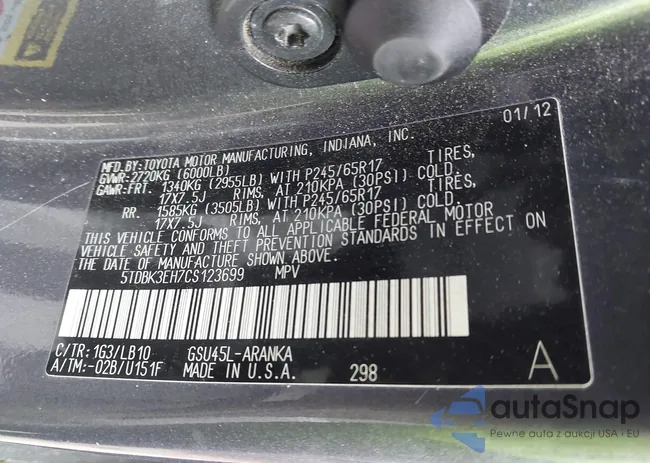 01/12
MFD.BY:TOYOTA MOTOR MANUFACTURING, INDIANA, INC.
GVWR:2720KG (6000LB)
GAWR:FRT. 1340KG (2955LB) WITH P245/65R17 TIRES,
17X7.5J RIMS, AT 210KPA (30PSI) COLD
RR. 1585KG (3505LB) WITH P245/65R17 TIRES,
17X7.5J RIMS, AT 210KPA (30PSI) COLD
THIS VEHICLE CONFORMS TO ALL APPLICABLE FEDERAL MOTOR
VEHICLE SAFETY AND THEFT PREVENTION STANDARDS IN EFFECT ON
THE DATE OF MANUFACTURE SHOWN ABOVE.
5TDBK3EH7CS123699 MPV
C/TR: 1G3/LB10 GSU45L-ARANKA
A/TM:-02B/U151F MADE IN U.S.A. 298 A
autaSnap
Pewne auta z aukcji USA i EU